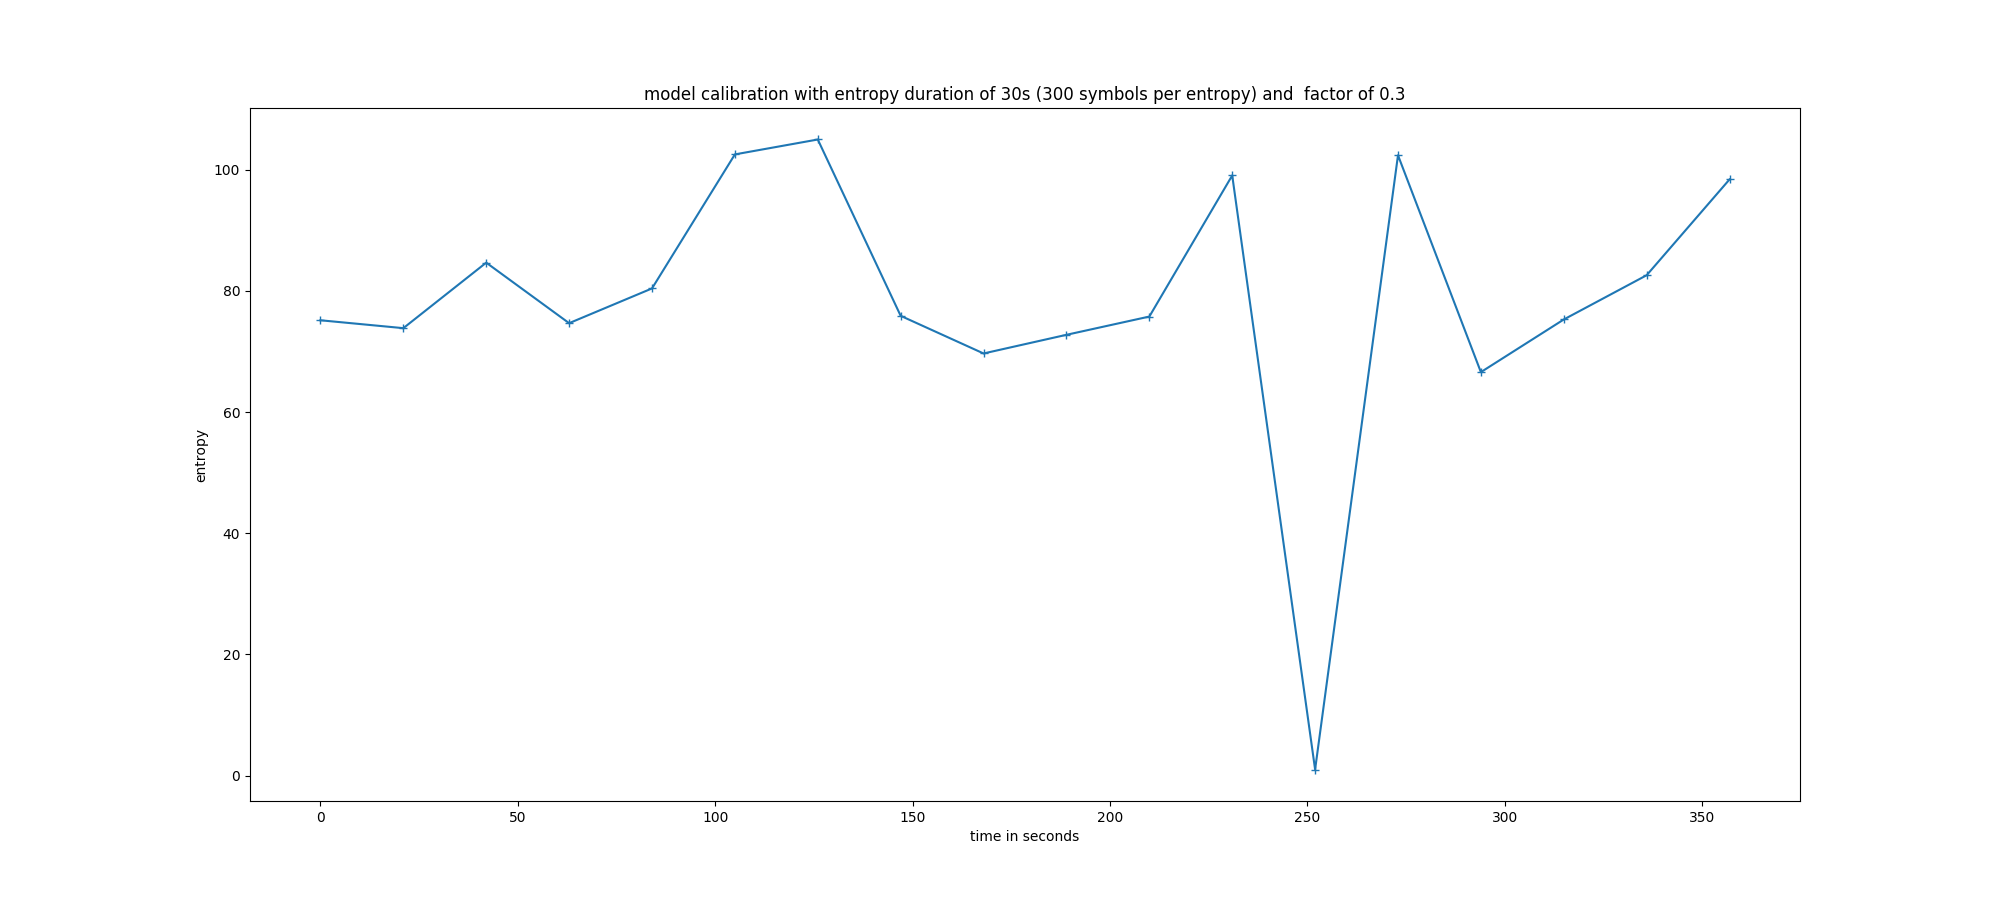 model calibration with entropy duration of 30s (300 symbols per entropy) and  factor of 0.3
100
80
60
40
20
0
entropy
0 50 100 150 200 250 300 350
time in seconds